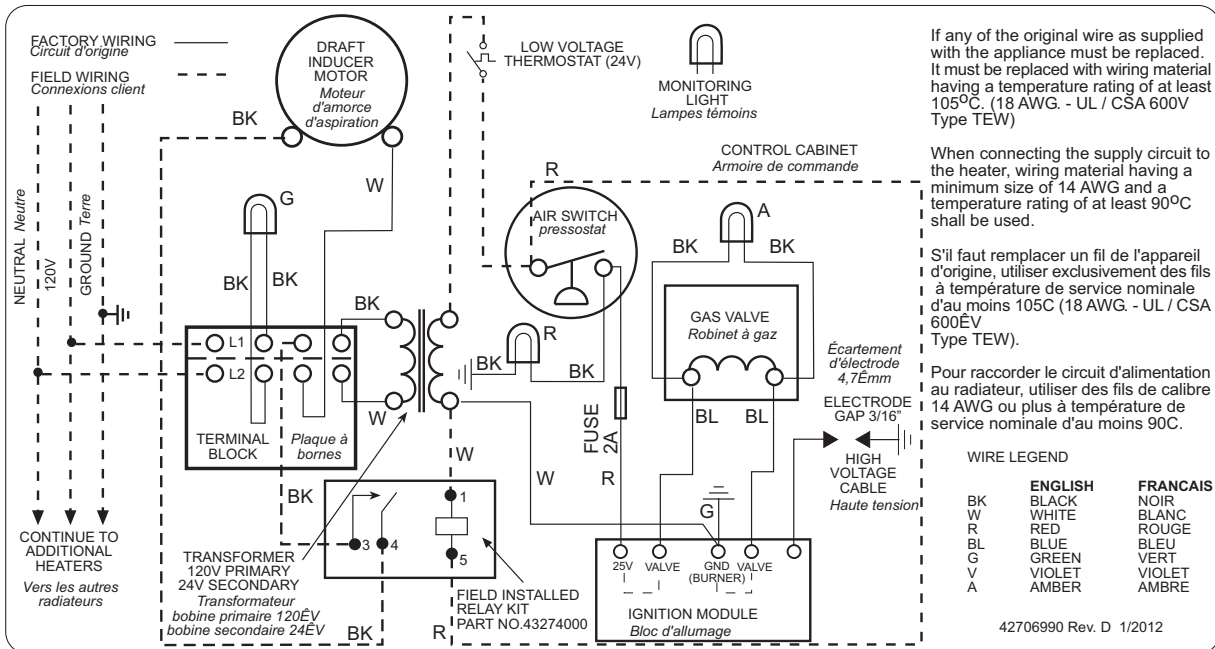 FACTORY WIRING
Circuit d'origine
FIELD WIRING
Connexions client
NEUTRAL Neutre
120V
GROUND Terre
CONTINUE TO
ADDITIONAL
HEATERS
Vers les autres
radiateurs
DRAFT
INDUCER
MOTOR
Moteur
d'amorce
d'aspiration
BK
W
G
BK
BK
L1
L2
TERMINAL
BLOCK
Plaque à
bornes
BK
W
LOW VOLTAGE
THERMOSTAT (24V)
MONITORING
LIGHT
Lampes témoins
CONTROL CABINET
Armoire de commande
R
AIR SWITCH
pressostat
R
BK
BK
A
BK
BK
GAS VALVE
Robinet à gaz
BL
BL
FUSE
2A
R
W
W
G
Écartement
d'électrode
4,7Êmm
ELECTRODE
GAP 3/16”
HIGH
VOLTAGE
CABLE
Haute tension
25V
VALVE
GND
(BURNER)
VALVE
IGNITION MODULE
Bloc d'allumage
BK
1
3
4
5
TRANSFORMER
120V PRIMARY
24V SECONDARY
Transformateur
bobine primaire 120ÊV
bobine secondaire 24ÊV
BK
R
FIELD INSTALLED
RELAY KIT
PART NO.43274000
If any of the original wire as supplied
with the appliance must be replaced.
It must be replaced with wiring material
having a temperature rating of at least
105ºC. (18 AWG. - UL / CSA 600V
Type TEW)
When connecting the supply circuit to
the heater, wiring material having a
minimum size of 14 AWG and a
temperature rating of at least 90ºC
shall be used.
S'il faut remplacer un fil de l'appareil
d'origine, utiliser exclusivement des fils
à température de service nominale
d'au moins 105C (18 AWG. - UL / CSA
600ÊV
Type TEW).
Pour raccorder le circuit d'alimentation
au radiateur, utiliser des fils de calibre
14 AWG ou plus à température de
service nominale d'au moins 90C.
WIRE LEGEND
ENGLISH FRANCAIS
BK BLACK NOIR
W WHITE BLANC
R RED ROUGE
BL BLUE BLEU
G GREEN VERT
V VIOLET VIOLET
A AMBER AMBRE
42706990 Rev. D 1/2012